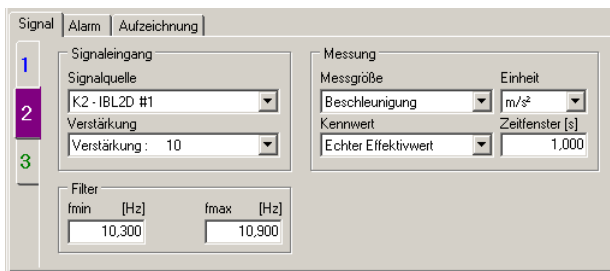 Signal Alarm Aufzeichnung
1
2
3
Signaleingang
Signalquelle
K2 - IBL2D #1
Verstärkung
Verstärkung : 10
Messung
Messgröße Einheit
Beschleunigung m/s²
Kennwert Zeitfenster [s]
Echter Effektivwert 1,000
Filter
fmin [Hz] fmax [Hz]
10,300 10,900